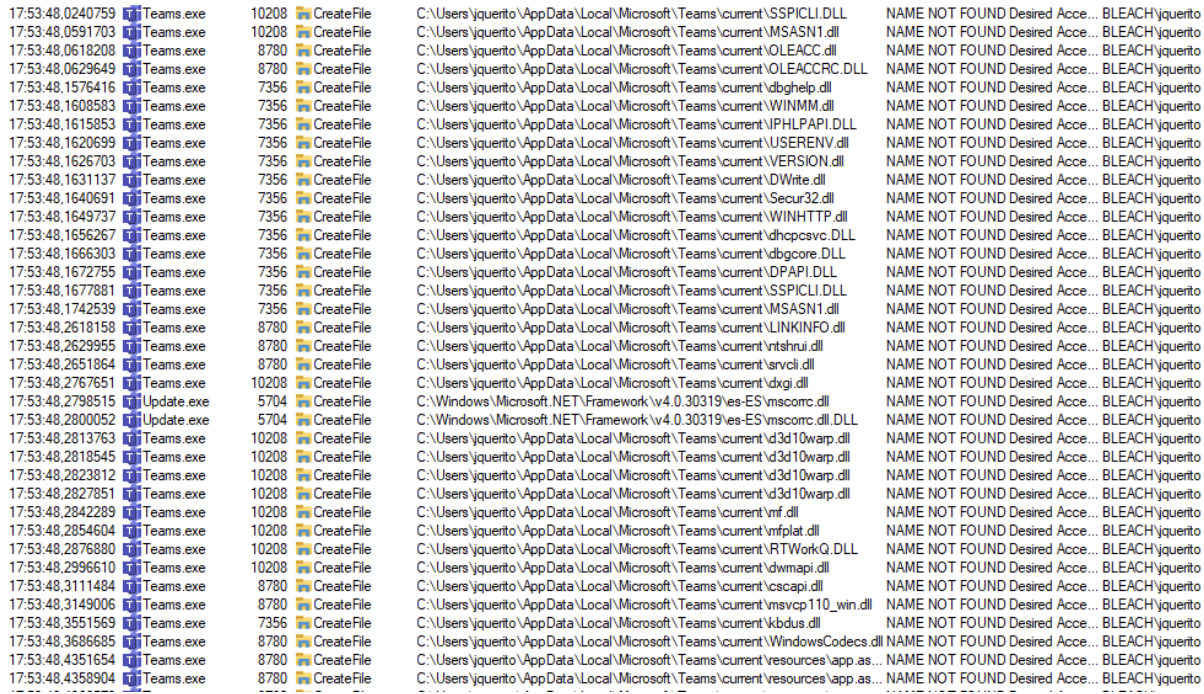 17:53:48,0240759 Teams.exe 10208 CreateFile C:\Users\jquerito\AppData\Local\Microsoft\Teams\current\SSPICLI.DLL NAME NOT FOUND Desired Acce... BLEACH\jquerito
17:53:48,0591703 Teams.exe 10208 CreateFile C:\Users\jquerito\AppData\Local\Microsoft\Teams\current\MSASN1.dll NAME NOT FOUND Desired Acce... BLEACH\jquerito
17:53:48,0618208 Teams.exe 8780 CreateFile C:\Users\jquerito\AppData\Local\Microsoft\Teams\current\OLEACC.dll NAME NOT FOUND Desired Acce... BLEACH\jquerito
17:53:48,0629649 Teams.exe 8780 CreateFile C:\Users\jquerito\AppData\Local\Microsoft\Teams\current\OLEACCRC.DLL NAME NOT FOUND Desired Acce... BLEACH\jquerito
17:53:48,1576416 Teams.exe 7356 CreateFile C:\Users\jquerito\AppData\Local\Microsoft\Teams\current\dbghelp.dll NAME NOT FOUND Desired Acce... BLEACH\jquerito
17:53:48,1608583 Teams.exe 7356 CreateFile C:\Users\jquerito\AppData\Local\Microsoft\Teams\current\WINMM.dll NAME NOT FOUND Desired Acce... BLEACH\jquerito
17:53:48,1615853 Teams.exe 7356 CreateFile C:\Users\jquerito\AppData\Local\Microsoft\Teams\current\IPHLPAPI.DLL NAME NOT FOUND Desired Acce... BLEACH\jquerito
17:53:48,1620699 Teams.exe 7356 CreateFile C:\Users\jquerito\AppData\Local\Microsoft\Teams\current\USERENV.dll NAME NOT FOUND Desired Acce... BLEACH\jquerito
17:53:48,1626703 Teams.exe 7356 CreateFile C:\Users\jquerito\AppData\Local\Microsoft\Teams\current\VERSION.dll NAME NOT FOUND Desired Acce... BLEACH\jquerito
17:53:48,1631137 Teams.exe 7356 CreateFile C:\Users\jquerito\AppData\Local\Microsoft\Teams\current\DWrite.dll NAME NOT FOUND Desired Acce... BLEACH\jquerito
17:53:48,1640691 Teams.exe 7356 CreateFile C:\Users\jquerito\AppData\Local\Microsoft\Teams\current\Secur32.dll NAME NOT FOUND Desired Acce... BLEACH\jquerito
17:53:48,1649737 Teams.exe 7356 CreateFile C:\Users\jquerito\AppData\Local\Microsoft\Teams\current\WINHTTP.dll NAME NOT FOUND Desired Acce... BLEACH\jquerito
17:53:48,1656267 Teams.exe 7356 CreateFile C:\Users\jquerito\AppData\Local\Microsoft\Teams\current\dhcpcsvc.DLL NAME NOT FOUND Desired Acce... BLEACH\jquerito
17:53:48,1666303 Teams.exe 7356 CreateFile C:\Users\jquerito\AppData\Local\Microsoft\Teams\current\dbgcore.DLL NAME NOT FOUND Desired Acce... BLEACH\jquerito
17:53:48,1672755 Teams.exe 7356 CreateFile C:\Users\jquerito\AppData\Local\Microsoft\Teams\current\DPAPI.DLL NAME NOT FOUND Desired Acce... BLEACH\jquerito
17:53:48,1677881 Teams.exe 7356 CreateFile C:\Users\jquerito\AppData\Local\Microsoft\Teams\current\SSPICLI.DLL NAME NOT FOUND Desired Acce... BLEACH\jquerito
17:53:48,1742539 Teams.exe 7356 CreateFile C:\Users\jquerito\AppData\Local\Microsoft\Teams\current\MSASN1.dll NAME NOT FOUND Desired Acce... BLEACH\jquerito
17:53:48,2618158 Teams.exe 8780 CreateFile C:\Users\jquerito\AppData\Local\Microsoft\Teams\current\LINKINFO.dll NAME NOT FOUND Desired Acce... BLEACH\jquerito
17:53:48,2629955 Teams.exe 8780 CreateFile C:\Users\jquerito\AppData\Local\Microsoft\Teams\current\ntshrui.dll NAME NOT FOUND Desired Acce... BLEACH\jquerito
17:53:48,2651864 Teams.exe 8780 CreateFile C:\Users\jquerito\AppData\Local\Microsoft\Teams\current\srvcli.dll NAME NOT FOUND Desired Acce... BLEACH\jquerito
17:53:48,2767651 Teams.exe 10208 CreateFile C:\Users\jquerito\AppData\Local\Microsoft\Teams\current\dxgi.dll NAME NOT FOUND Desired Acce... BLEACH\jquerito
17:53:48,2798515 Update.exe 5704 CreateFile C:\Windows\Microsoft.NET\Framework\v4.0.30319\es-ES\mscorrc.dll NAME NOT FOUND Desired Acce... BLEACH\jquerito
17:53:48,2800052 Update.exe 5704 CreateFile C:\Windows\Microsoft.NET\Framework\v4.0.30319\es-ES\mscorrc.dll.DLL NAME NOT FOUND Desired Acce... BLEACH\jquerito
17:53:48,2813763 Teams.exe 10208 CreateFile C:\Users\jquerito\AppData\Local\Microsoft\Teams\current\d3d10warp.dll NAME NOT FOUND Desired Acce... BLEACH\jquerito
17:53:48,2818545 Teams.exe 10208 CreateFile C:\Users\jquerito\AppData\Local\Microsoft\Teams\current\d3d10warp.dll NAME NOT FOUND Desired Acce... BLEACH\jquerito
17:53:48,2823812 Teams.exe 10208 CreateFile C:\Users\jquerito\AppData\Local\Microsoft\Teams\current\d3d10warp.dll NAME NOT FOUND Desired Acce... BLEACH\jquerito
17:53:48,2827851 Teams.exe 10208 CreateFile C:\Users\jquerito\AppData\Local\Microsoft\Teams\current\d3d10warp.dll NAME NOT FOUND Desired Acce... BLEACH\jquerito
17:53:48,2842289 Teams.exe 10208 CreateFile C:\Users\jquerito\AppData\Local\Microsoft\Teams\current\mf.dll NAME NOT FOUND Desired Acce... BLEACH\jquerito
17:53:48,2854604 Teams.exe 10208 CreateFile C:\Users\jquerito\AppData\Local\Microsoft\Teams\current\mfplat.dll NAME NOT FOUND Desired Acce... BLEACH\jquerito
17:53:48,2876880 Teams.exe 10208 CreateFile C:\Users\jquerito\AppData\Local\Microsoft\Teams\current\RTWorkQ.DLL NAME NOT FOUND Desired Acce... BLEACH\jquerito
17:53:48,2996610 Teams.exe 10208 CreateFile C:\Users\jquerito\AppData\Local\Microsoft\Teams\current\dwmapi.dll NAME NOT FOUND Desired Acce... BLEACH\jquerito
17:53:48,3111484 Teams.exe 8780 CreateFile C:\Users\jquerito\AppData\Local\Microsoft\Teams\current\cscapi.dll NAME NOT FOUND Desired Acce... BLEACH\jquerito
17:53:48,3149006 Teams.exe 8780 CreateFile C:\Users\jquerito\AppData\Local\Microsoft\Teams\current\msvcp110_win.dll NAME NOT FOUND Desired Acce... BLEACH\jquerito
17:53:48,3551569 Teams.exe 7356 CreateFile C:\Users\jquerito\AppData\Local\Microsoft\Teams\current\kbdus.dll NAME NOT FOUND Desired Acce... BLEACH\jquerito
17:53:48,3686685 Teams.exe 8780 CreateFile C:\Users\jquerito\AppData\Local\Microsoft\Teams\current\WindowsCodecs.dll NAME NOT FOUND Desired Acce... BLEACH\jquerito
17:53:48,4351654 Teams.exe 8780 CreateFile C:\Users\jquerito\AppData\Local\Microsoft\Teams\current\resources\app.as... NAME NOT FOUND Desired Acce... BLEACH\jquerito
17:53:48,4358904 Teams.exe 8780 CreateFile C:\Users\jquerito\AppData\Local\Microsoft\Teams\current\resources\app.as... NAME NOT FOUND Desired Acce... BLEACH\jquerito